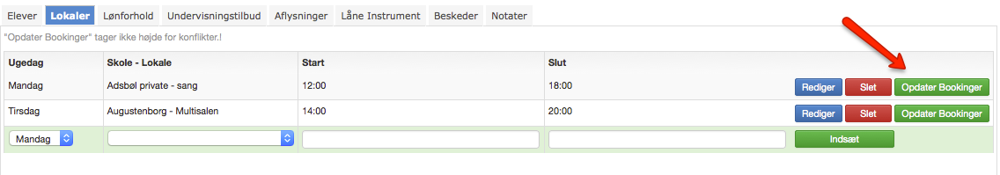 Elever Lokaler Lønforhold Undervisningstilbud Aflysninger Låne Instrument Beskeder Notater
"Opdater Bookinger" tager ikke højde for konflikter.!
Ugedag Skole - Lokale Start Slut
Mandag Adsbøl private - sang 12:00 18:00 Rediger Slet Opdater Bookinger
Tirsdag Augustenborg - Multisalen 14:00 20:00 Rediger Slet Opdater Bookinger
Mandag Indsæt